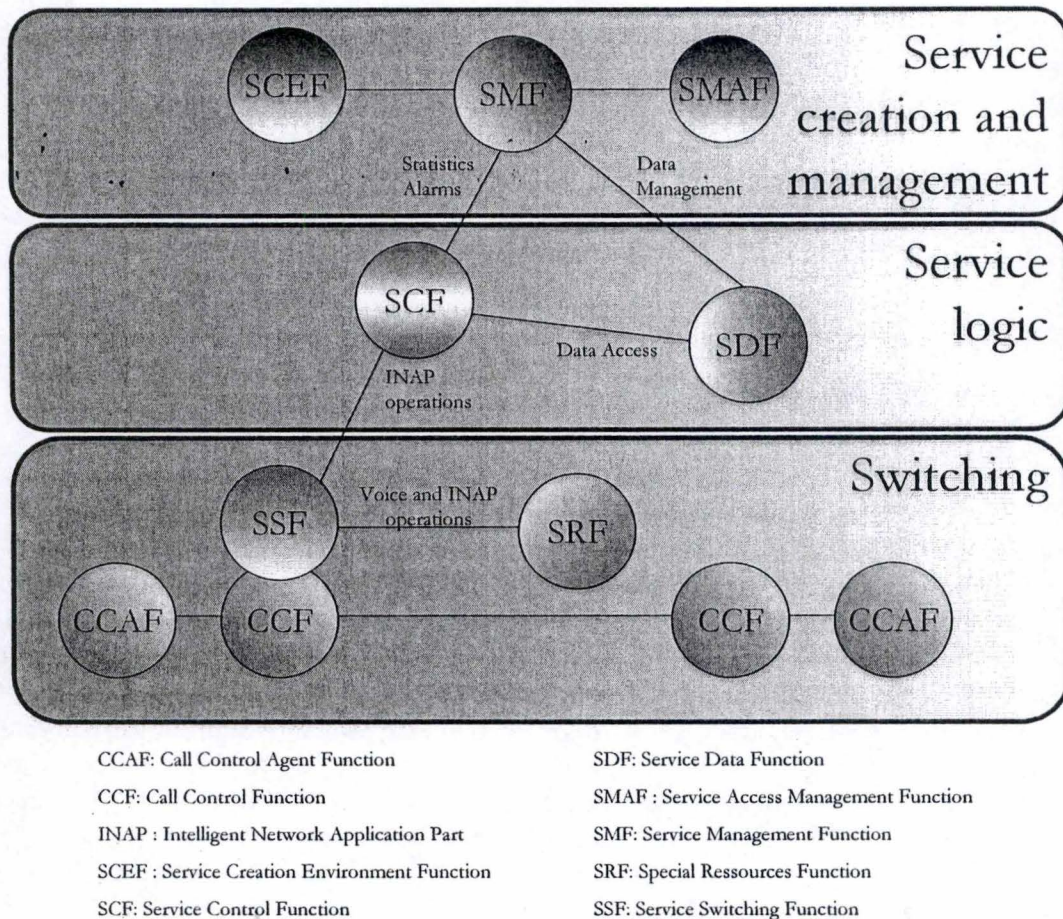 Service
creation and
management
SCEF
SMF
SMAF
Statistics
Alarms
Data
Management
Service
logic
SCF
SDF
Data Access
INAP
operations
Switching
SSF
Voice and INAP
operations
SRF
CCAF
CCF
CCF
CCAF
CCAF: Call Control Agent Function
CCF: Call Control Function
INAP : Intelligent Network Application Part
SCEF : Service Creation Environment Function
SCF: Service Control Function
SDF: Service Data Function
SMAF : Service Access Management Function
SMF: Service Management Function
SRF: Special Ressources Function
SSF: Service Switching Function